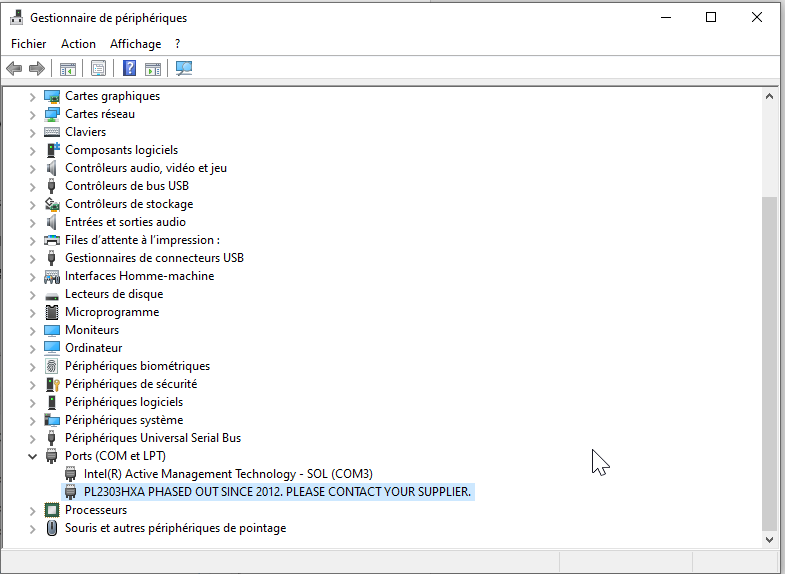 Gestionnaire de périphériques
Fichier Action Affichage ?
Cartes graphiques
Cartes réseau
Claviers
Composants logiciels
Contrôleurs audio, vidéo et jeu
Contrôleurs de bus USB
Contrôleurs de stockage
Entrées et sorties audio
Files d'attente à l'impression :
Gestionnaires de connecteurs USB
Interfaces Homme-machine
Lecteurs de disque
Microprogramme
Moniteurs
Ordinateur
Périphériques biométriques
Périphériques de sécurité
Périphériques logiciels
Périphériques système
Périphériques Universal Serial Bus
Ports (COM et LPT)
Intel(R) Active Management Technology - SOL (COM3)
PL2303HXA PHASED OUT SINCE 2012. PLEASE CONTACT YOUR SUPPLIER.
Processeurs
Souris et autres périphériques de pointage